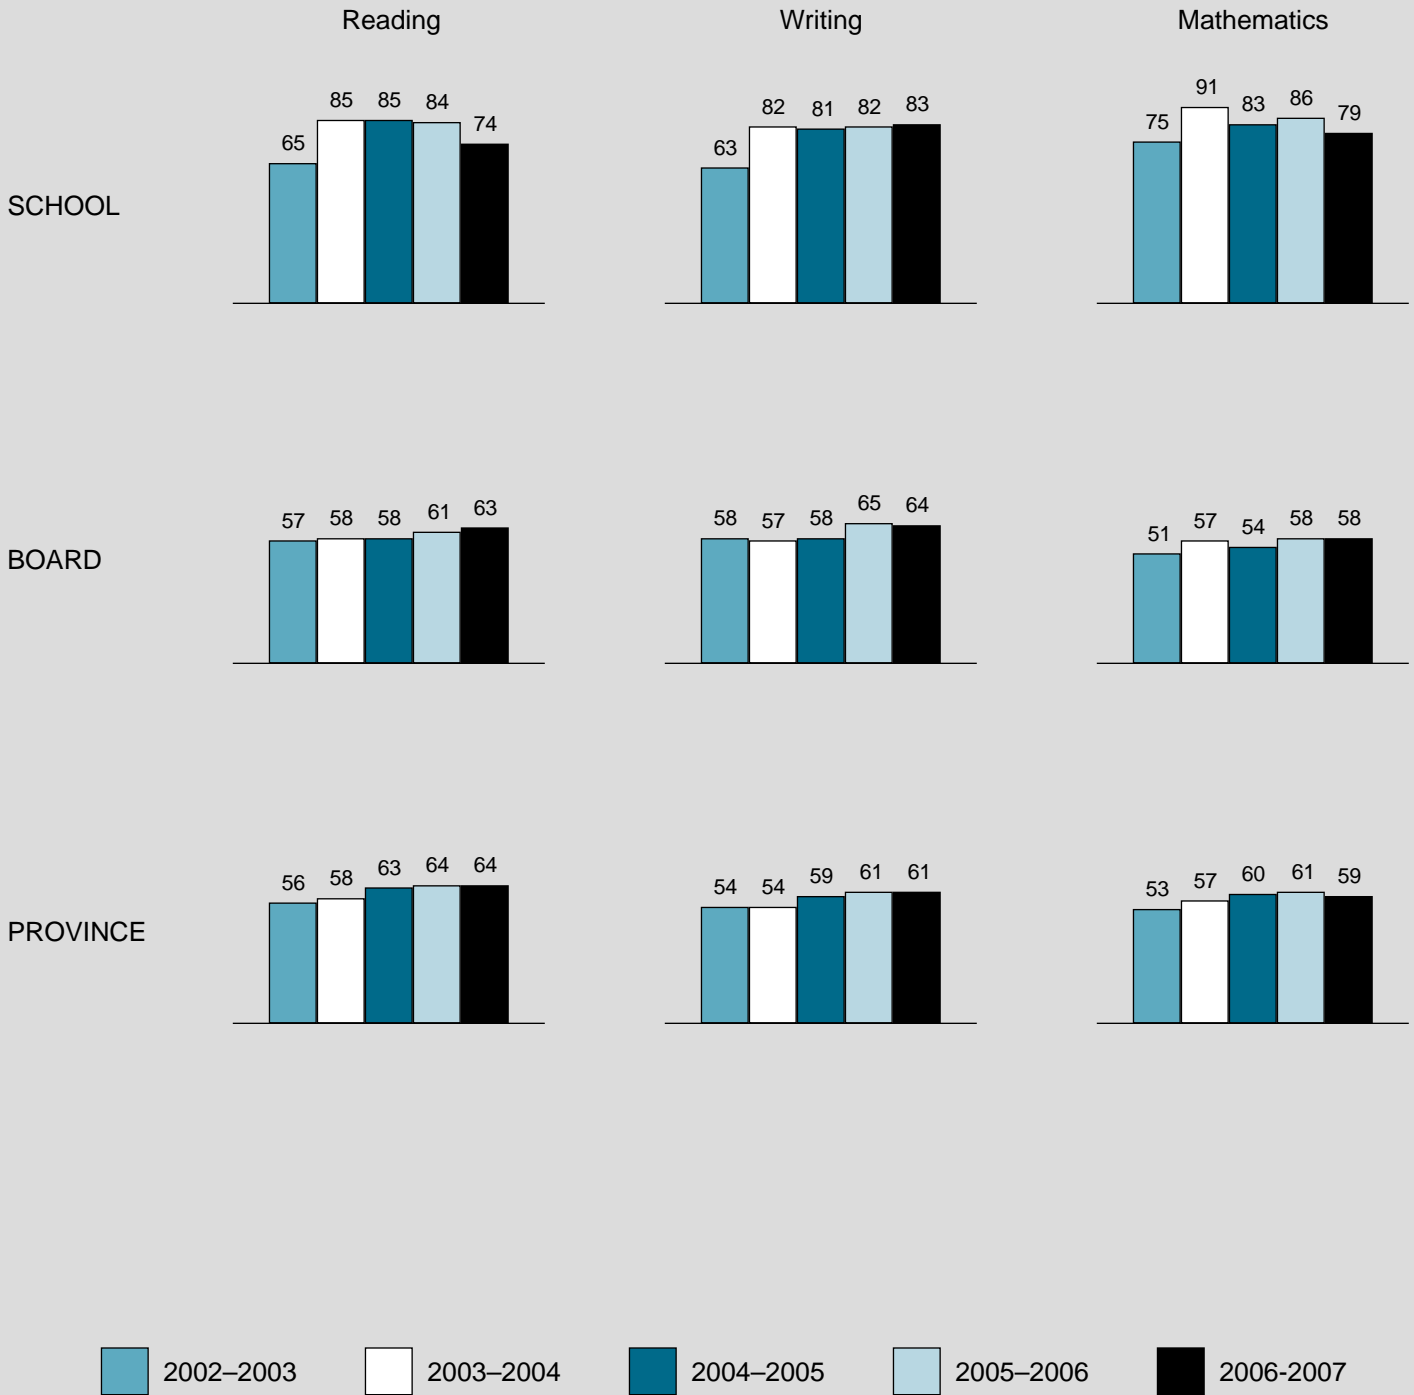 Reading Writing Mathematics
SCHOOL
65 85 85 84 74
63 82 81 82 83
75 91 83 86 79
BOARD
57 58 58 61 63
58 57 58 65 64
51 57 54 58 58
PROVINCE
56 58 63 64 64
54 54 59 61 61
53 57 60 61 59
2002–2003 2003–2004 2004–2005 2005–2006 2006-2007